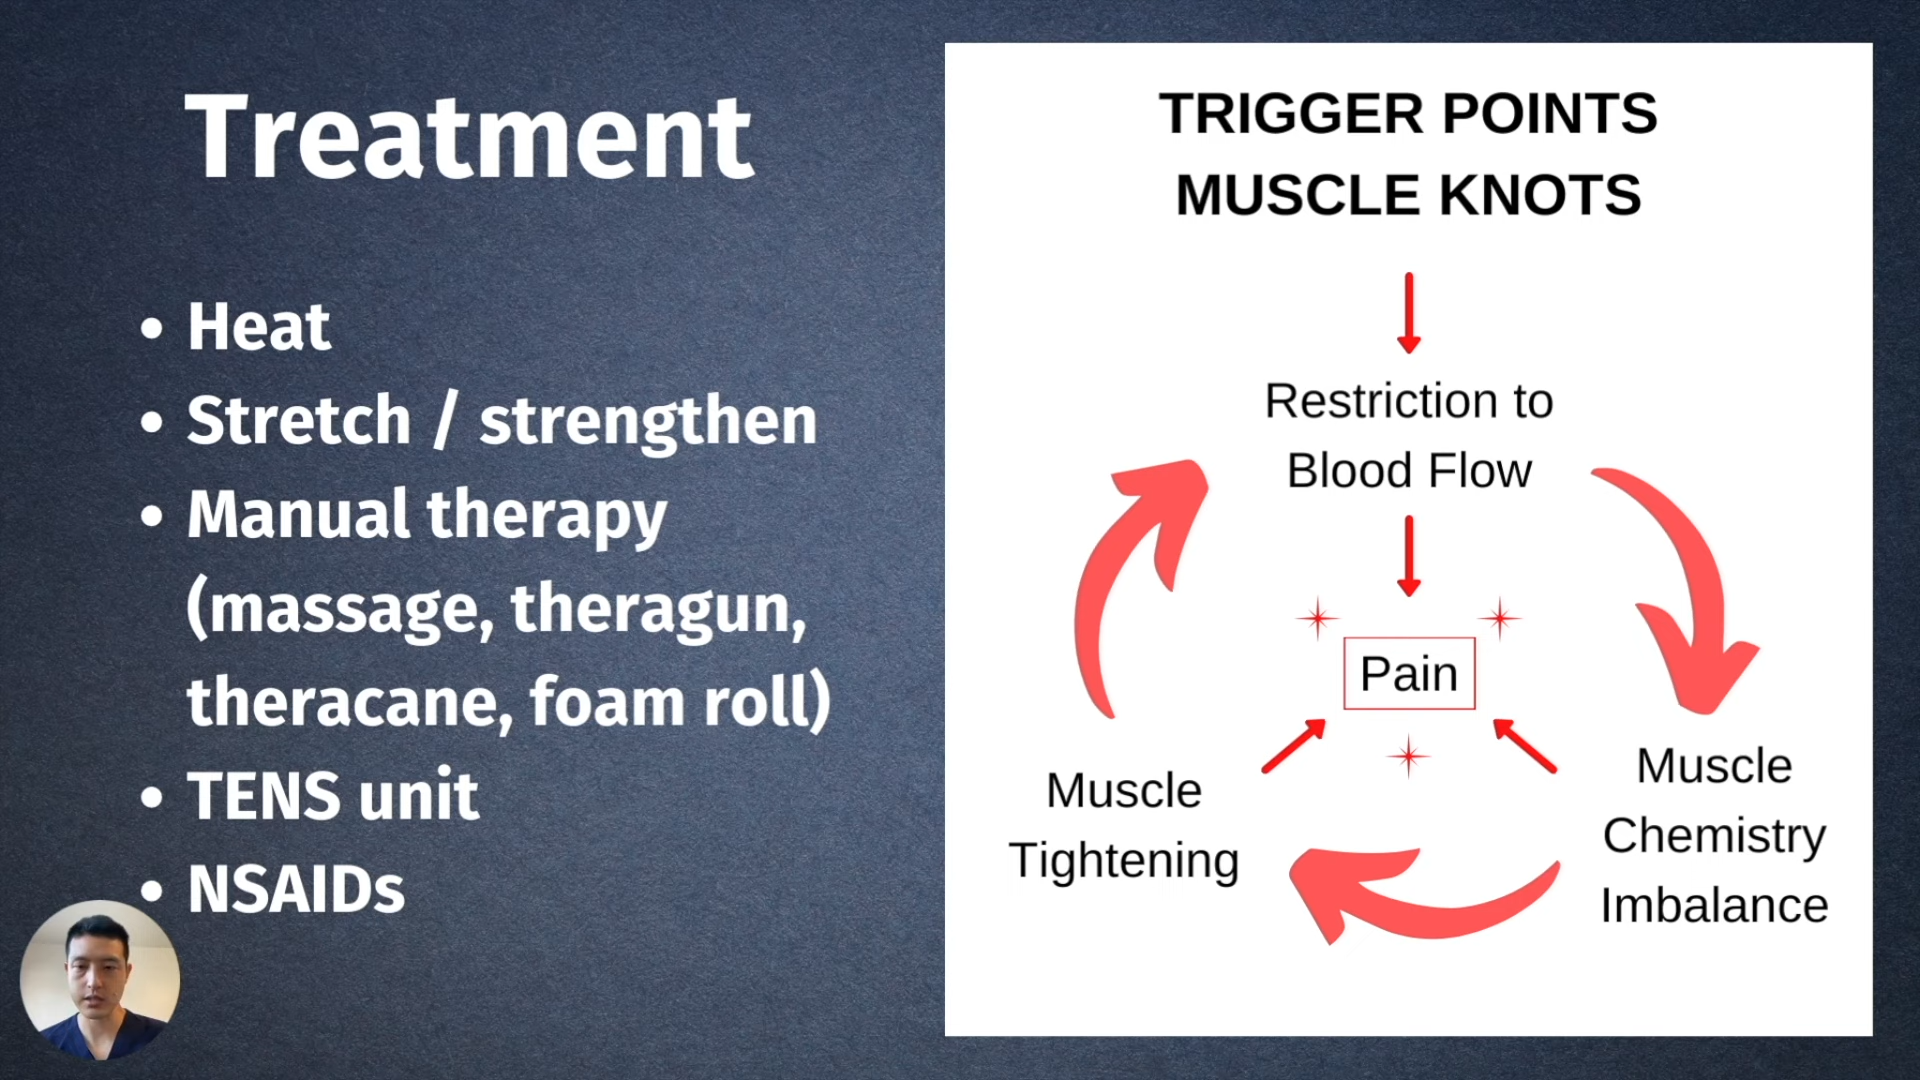 Treatment
• Heat
• Stretch / strengthen
• Manual therapy
(massage, theragun,
theracane, foam roll)
• TENS unit
• NSAIDs
TRIGGER POINTS
MUSCLE KNOTS
Restriction to
Blood Flow
Pain
Muscle
Tightening
Muscle
Chemistry
Imbalance